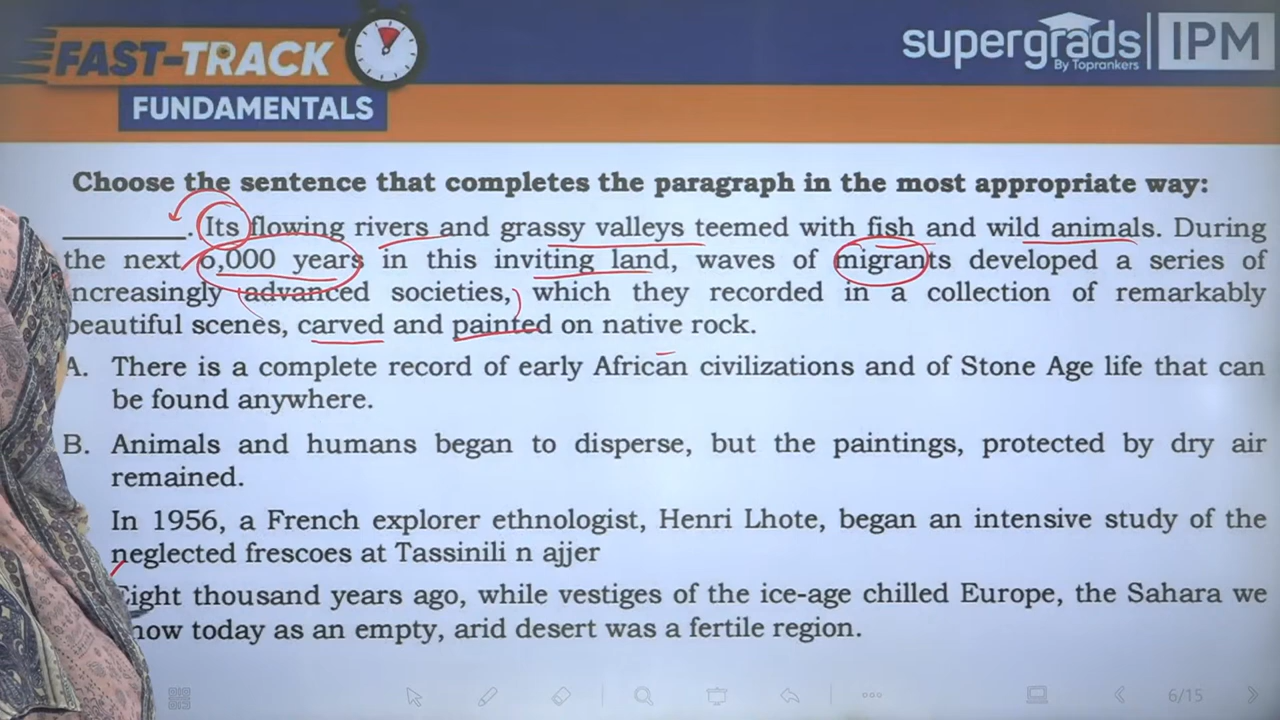 FAST-TRACK
FUNDAMENTALS
supergrads
By Toprankers
IPM
Choose the sentence that completes the paragraph in the most appropriate way:
________. Its flowing rivers and grassy valleys teemed with fish and wild animals. During
the next 6,000 years in this inviting land, waves of migrants developed a series of
increasingly advanced societies, which they recorded in a collection of remarkably
beautiful scenes, carved and painted on native rock.
A. There is a complete record of early African civilizations and of Stone Age life that can
be found anywhere.
B. Animals and humans began to disperse, but the paintings, protected by dry air
remained.
In 1956, a French explorer ethnologist, Henri Lhote, began an intensive study of the
neglected frescoes at Tassinili n ajjer
Eight thousand years ago, while vestiges of the ice-age chilled Europe, the Sahara we
know today as an empty, arid desert was a fertile region.
6/15